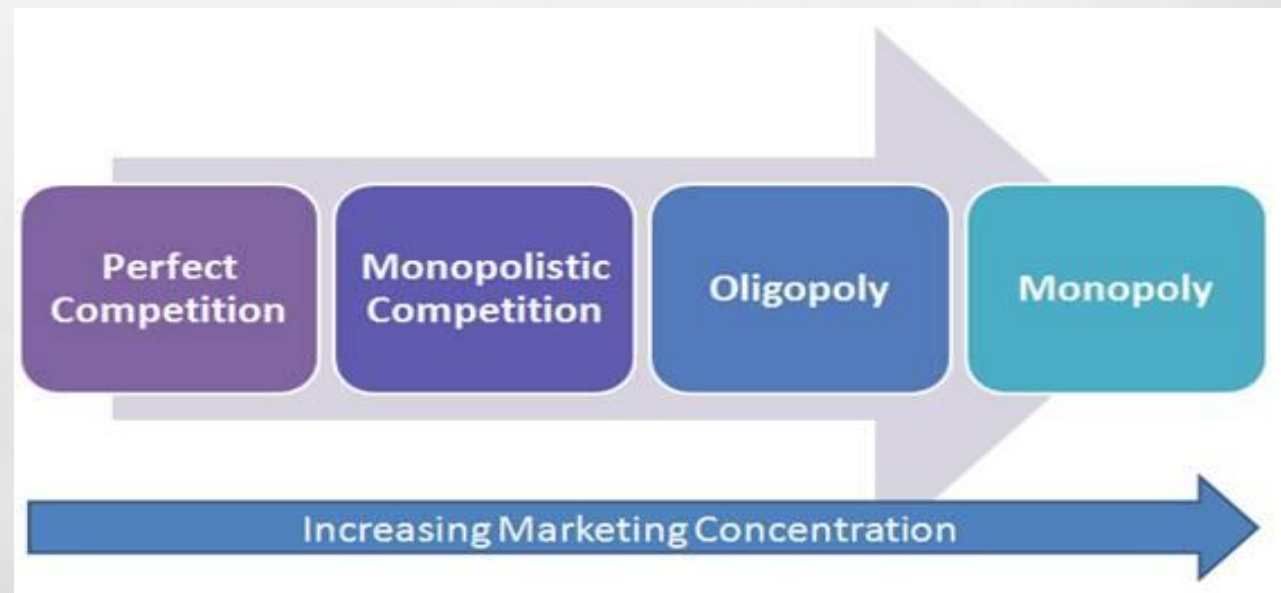 Perfect
Competition
Monopolistic
Competition
Oligopoly
Monopoly
Increasing Marketing Concentration